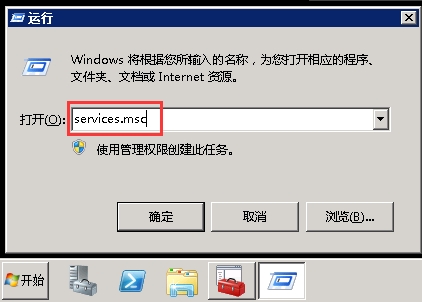 运行
Windows 将根据您所输入的名称，为您打开相应的程序、
文件夹、文档或 Internet 资源。
打开(O): services.msc
使用管理权限创建此任务。
确定 取消 浏览(B)...
开始